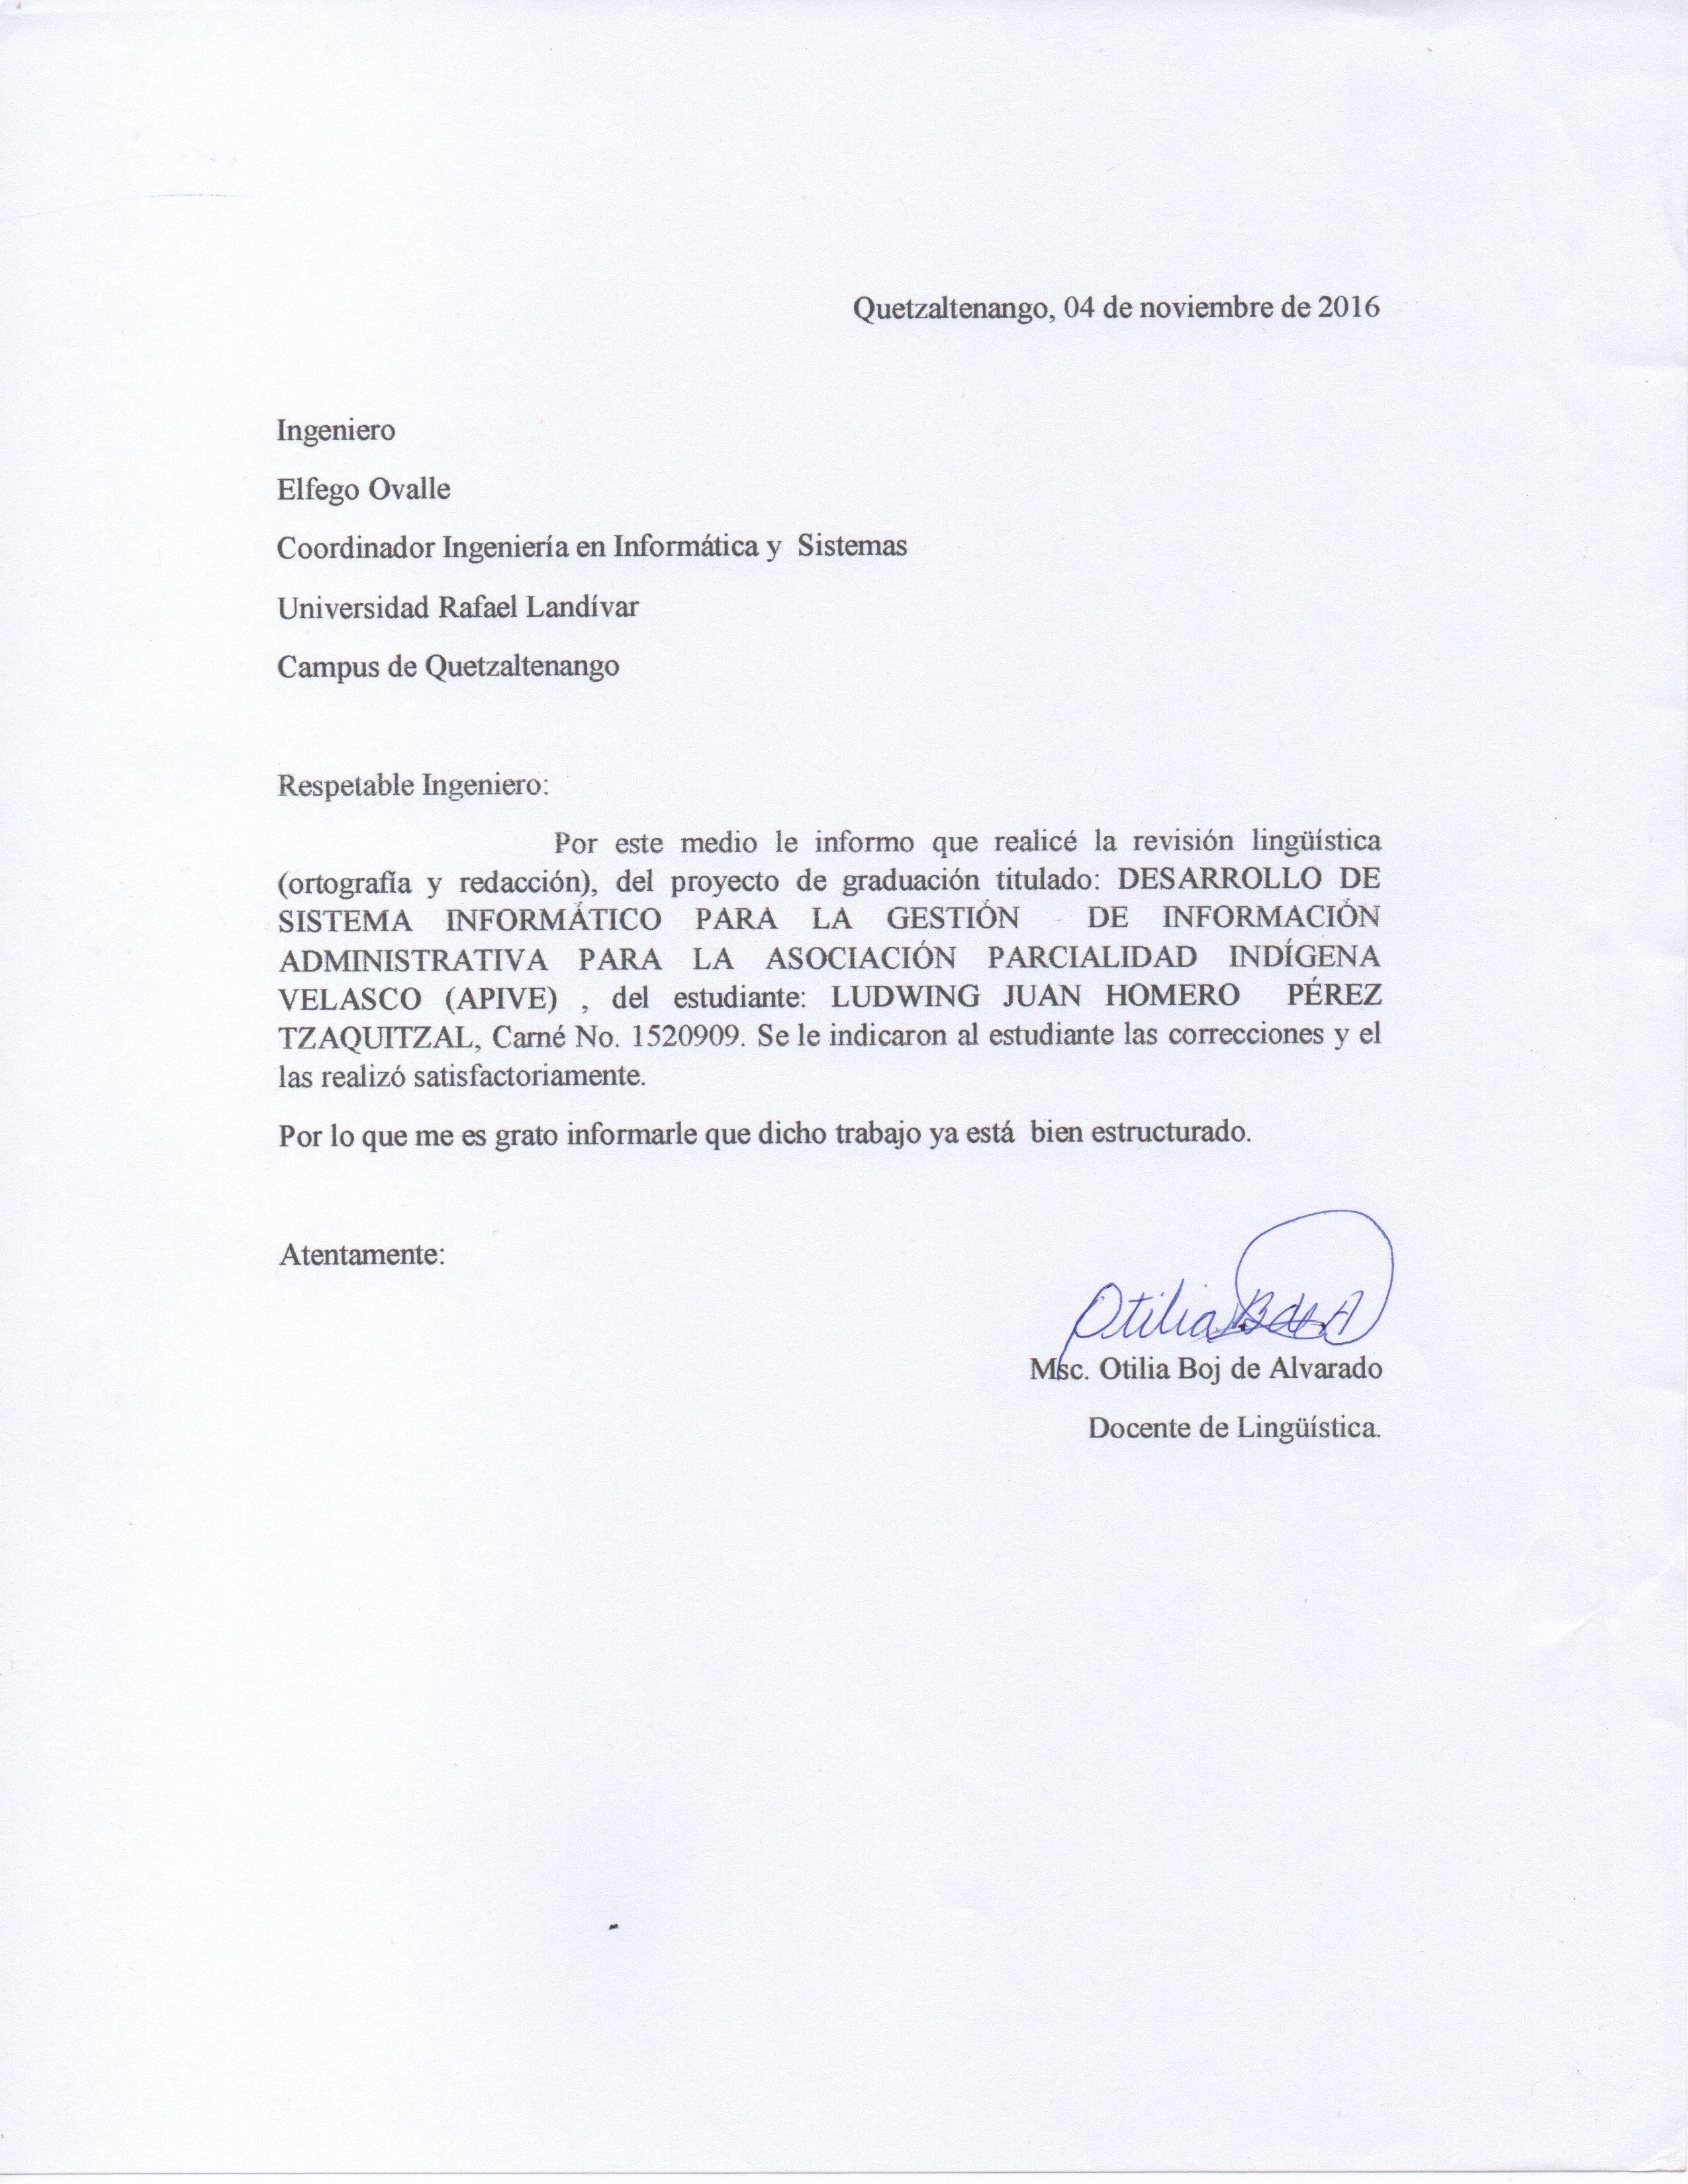 Quetzaltenango, 04 de noviembre de 2016
Ingeniero
Elfego Ovalle
Coordinador Ingeniería en Informática y Sistemas
Universidad Rafael Landívar
Campus de Quetzaltenango
Respetable Ingeniero:
Por este medio le informo que realicé la revisión lingüística
(ortografía y redacción), del proyecto de graduación titulado: DESARROLLO DE
SISTEMA INFORMÁTICO PARA LA GESTIÓN DE INFORMACIÓN
ADMINISTRATIVA PARA LA ASOCIACIÓN PARCIALIDAD INDÍGENA
VELASCO (APIVE) , del estudiante: LUDWING JUAN HOMERO PÉREZ
TZAQUITZAL, Carné No. 1520909. Se le indicaron al estudiante las correcciones y el
las realizó satisfactoriamente.
Por lo que me es grato informarle que dicho trabajo ya está bien estructurado.
Atentamente:
Otilia B de A
Msc. Otilia Boj de Alvarado
Docente de Lingüística.